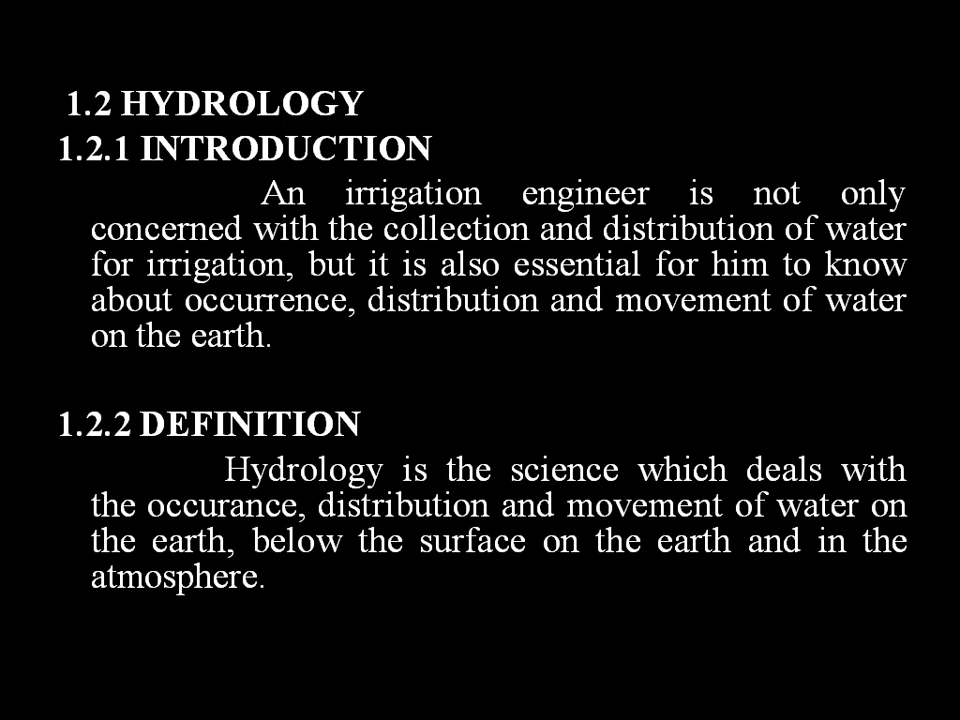 1.2 HYDROLOGY
1.2.1 INTRODUCTION
An irrigation engineer is not only
concerned with the collection and distribution of water
for irrigation, but it is also essential for him to know
about occurrence, distribution and movement of water
on the earth.
1.2.2 DEFINITION
Hydrology is the science which deals with
the occurance, distribution and movement of water on
the earth, below the surface on the earth and in the
atmosphere.